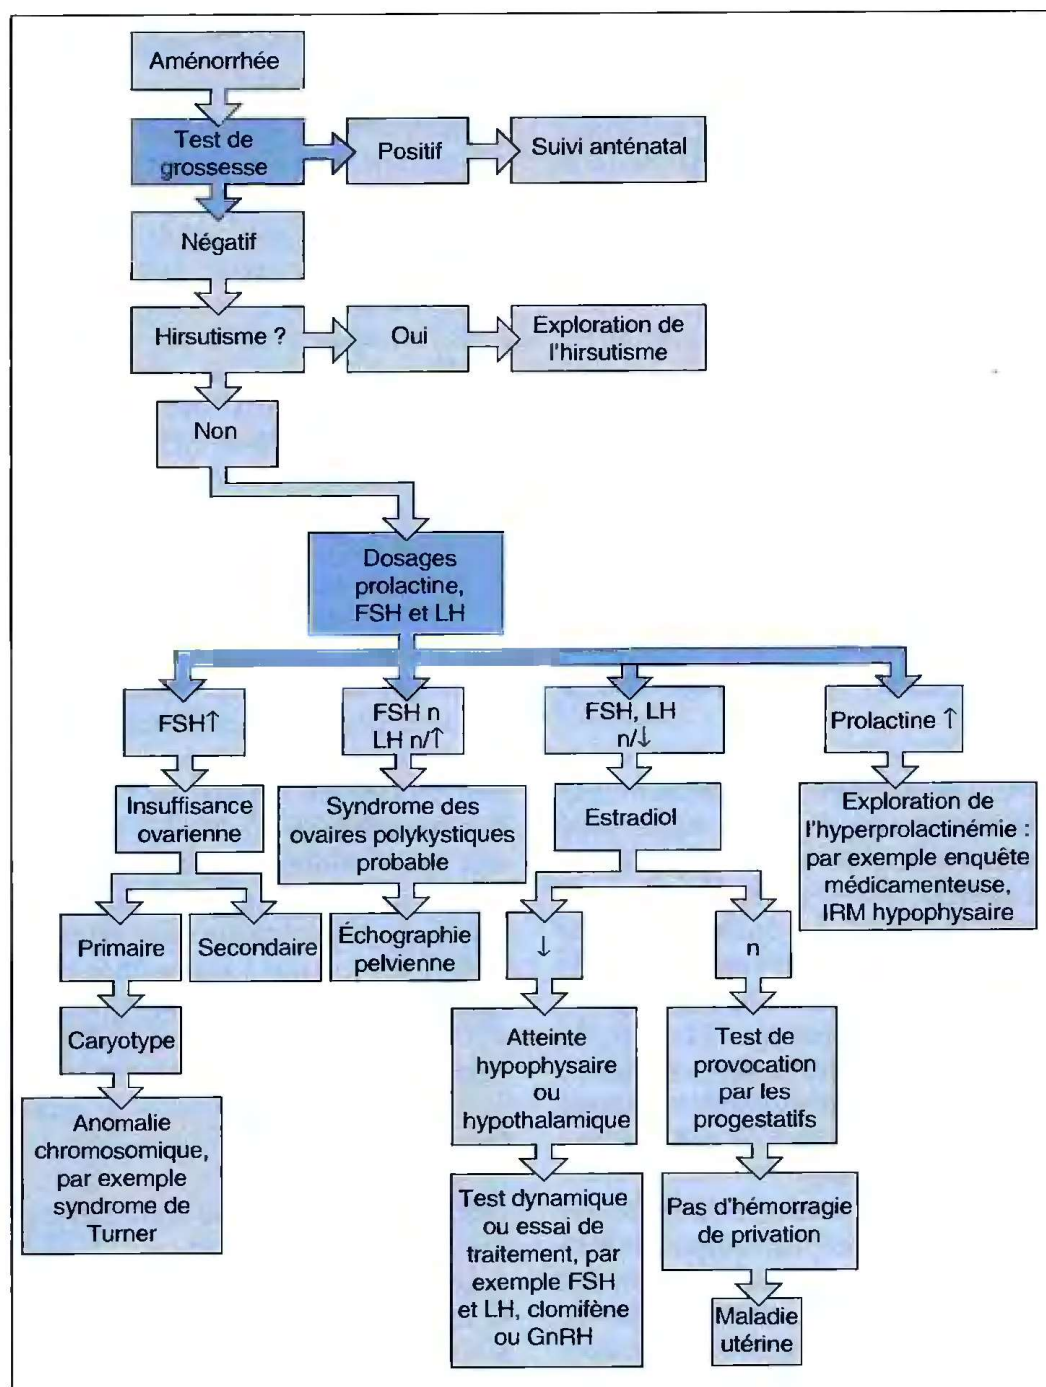 Aménorrhée
Test de
grossesse
Positif
Suivi anténatal
Négatif
Hirsutisme ?
Oui
Exploration de
l'hirsutisme
Non
Dosages
prolactine,
FSH et LH
FSH↑
FSH n
LH n/↑
FSH, LH
n/↓
Prolactine ↑
Insuffisance
ovarienne
Syndrome des
ovaires polykystiques
probable
Estradiol
Exploration de
l'hyperprolactinémie :
par exemple enquête
médicamenteuse,
IRM hypophysaire
Primaire
Secondaire
Échographie
pelvienne
↓
n
Caryotype
Atteinte
hypophysaire
ou
hypothalamique
Test de
provocation
par les
progestatifs
Anomalie
chromosomique,
par exemple
syndrome de
Turner
Test dynamique
ou essai de
traitement, par
exemple FSH
et LH, clomifène
ou GnRH
Pas d'hémorragie
de privation
Maladie
utérine